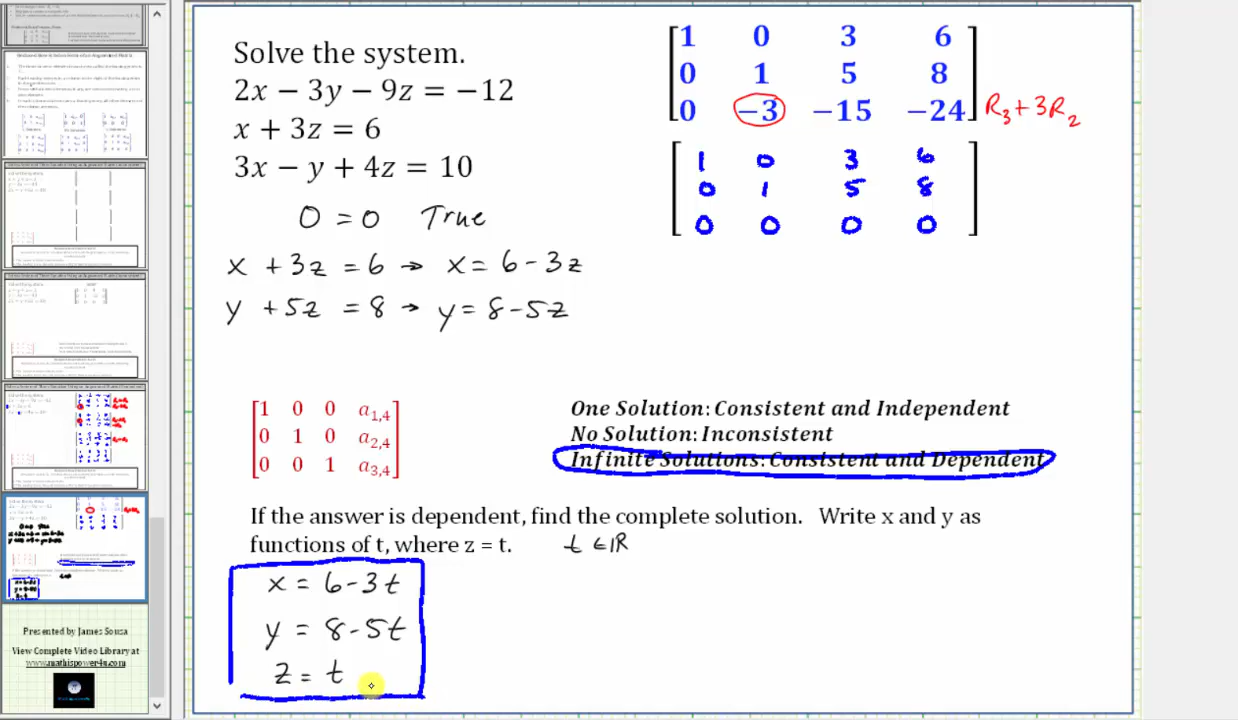 Solve the system.
2x − 3y − 9z = −12
x + 3z = 6
3x − y + 4z = 10
0 = 0 True
x + 3z = 6 → x = 6 - 3z
y + 5z = 8 → y = 8 - 5z
1 0 3 6
0 1 5 8
0 −3 −15 −24 R₃ + 3R₂
1 0 3 6
0 1 5 8
0 0 0 0
1 0 0 a₁,₄
0 1 0 a₂,₄
0 0 1 a₃,₄
One Solution: Consistent and Independent
No Solution: Inconsistent
Infinite Solutions: Consistent and Dependent
If the answer is dependent, find the complete solution. Write x and y as
functions of t, where z = t. t ∈ ℝ
x = 6 - 3t
y = 8 - 5t
z = t
Presented by James Sousa
View Complete Video Library at
www.mathispower4u.com